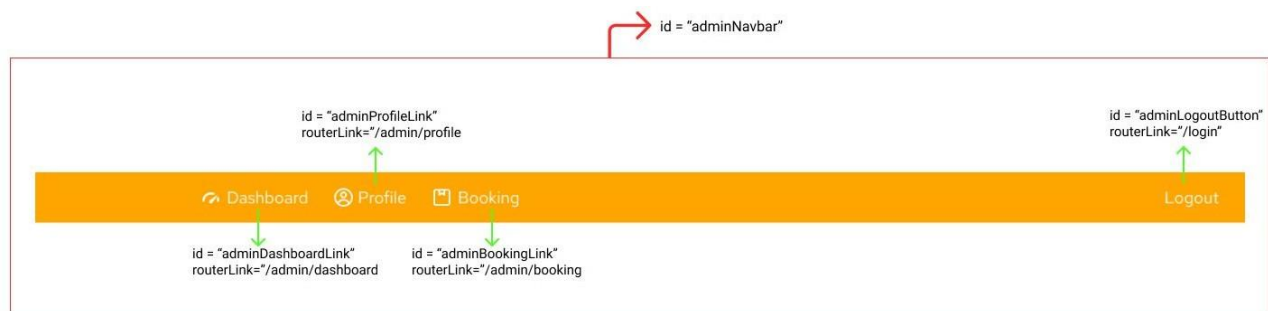 id = “adminNavbar”
id = “adminProfileLink”
routerLink=”/admin/profile
id = “adminLogoutButton”
routerLink=”/login”
Dashboard
Profile
Booking
Logout
id = “adminDashboardLink”
routerLink=”/admin/dashboard
id = “adminBookingLink”
routerLink=”/admin/booking